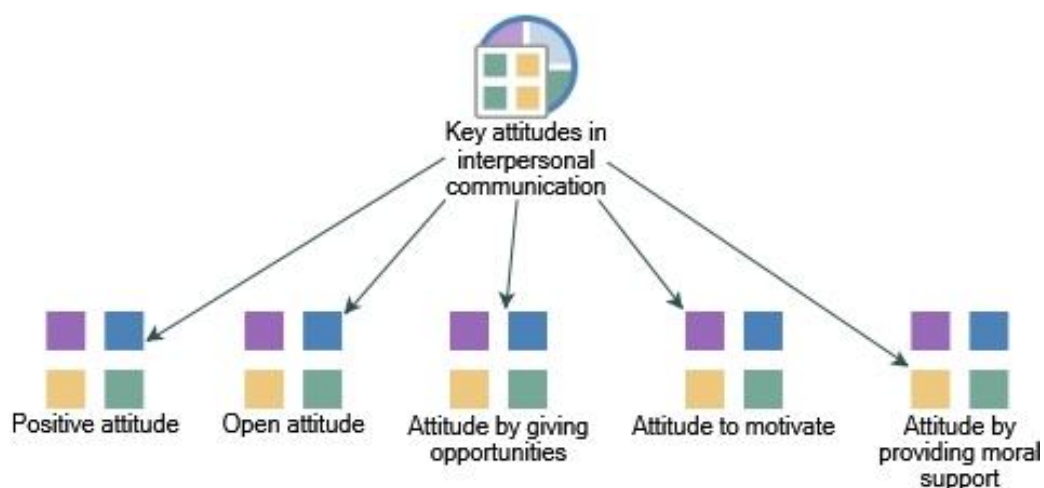 Key attitudes in
interpersonal
communication
Positive attitude
Open attitude
Attitude by giving
opportunities
Attitude to motivate
Attitude by
providing moral
support